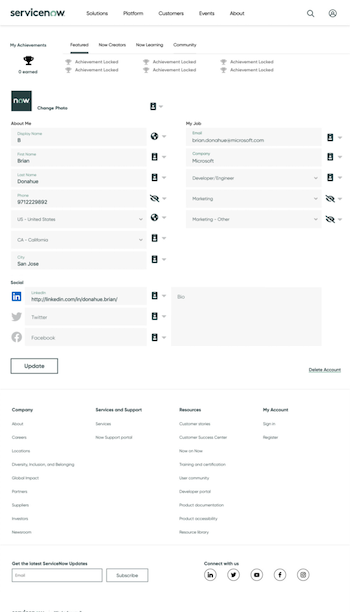 servicenow
Solutions Platform Customers Events About
My Achievements
Featured Now Creators Now Learning Community
0 earned
Achievement Locked Achievement Locked Achievement Locked
Achievement Locked Achievement Locked Achievement Locked
now
Change Photo
About Me
Display Name
B
First Name
Brian
Last Name
Donahue
Phone
9712229892
US - United States
CA - California
City
San Jose
My Job
Email
brian.donahue@microsoft.com
Company
Microsoft
Developer/Engineer
Marketing
Marketing - Other
Social
LinkedIn
http://linkedin.com/in/donahue.brian/
Twitter
Facebook
Bio
Update
Delete Account
Company
About
Careers
Locations
Diversity, Inclusion, and Belonging
Global Impact
Partners
Suppliers
Investors
Newsroom
Services and Support
Services
Now Support portal
Resources
Customer stories
Customer Success Center
Now on Now
Training and certification
User community
Developer portal
Product documentation
Product accessibility
Resource library
My Account
Sign in
Register
Get the latest ServiceNow Updates
Email
Subscribe
Connect with us